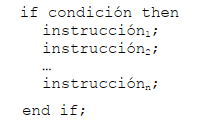 if condición then
instrucción₁;
instrucción₂;
…
instrucciónₙ;
end if;